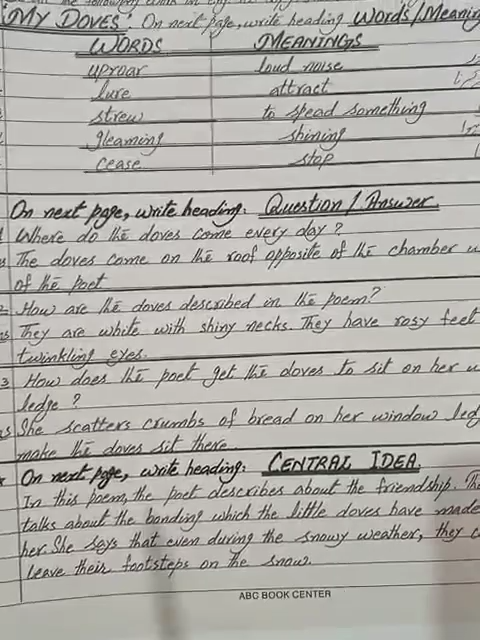 MY DOVES: On next page, write heading Words/Meaning
WORDS MEANINGS
uproar loud noise
lure attract
strew to spead something
gleaming shining
cease stop
On next page, write heading: Question / Answer
Where do the doves come every day?
The doves come on the roof opposite of the chamber
of the poet
How are the doves described in the poem?
They are white with shiny necks. They have rosy feet
twinkling eyes.
3 How does the poet get the doves to sit on her
ledge?
She scatters crumbs of bread on her window
make the doves sit there
On next page, write heading: CENTRAL IDEA.
In this poem, the poet describes about the friendship.
talks about the bonding which the little doves have made
her. She says that even during the snowy weather, they
leave their footsteps on the snow.
ABC BOOK CENTER